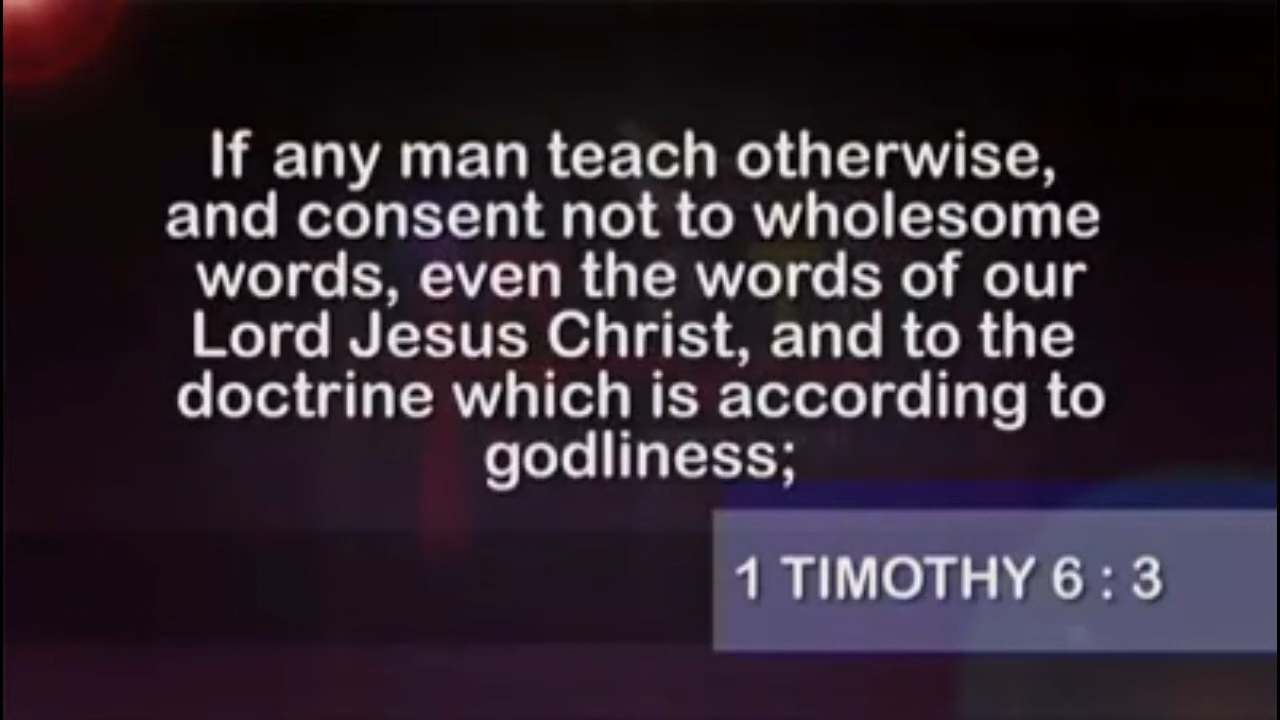 If any man teach otherwise,
and consent not to wholesome
words, even the words of our
Lord Jesus Christ, and to the
doctrine which is according to
godliness;
1 TIMOTHY 6 : 3